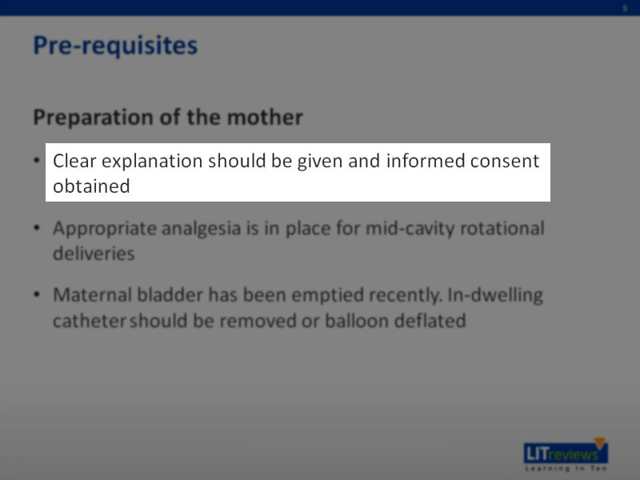 9
Pre-requisites
Preparation of the mother
• Clear explanation should be given and informed consent
obtained
• Appropriate analgesia is in place for mid-cavity rotational
deliveries
• Maternal bladder has been emptied recently. In-dwelling
catheter should be removed or balloon deflated
LITreviews
Learning In Ten